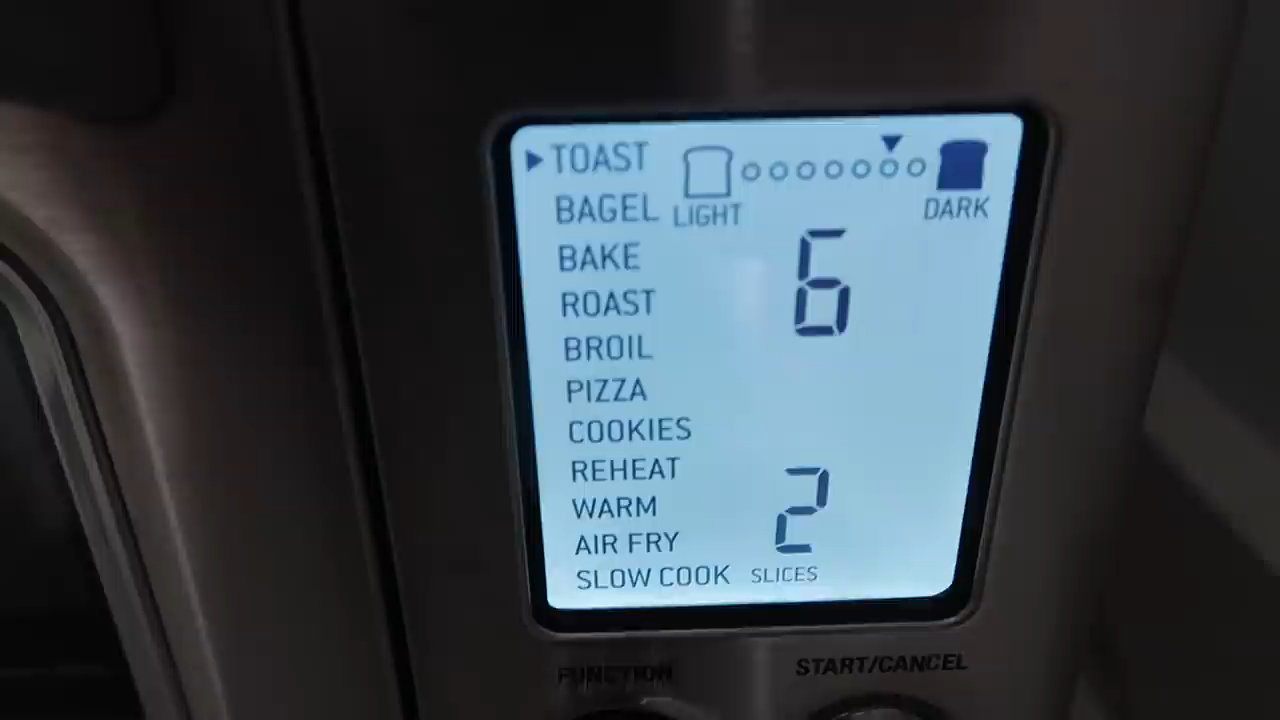 TOAST
LIGHT
DARK
BAGEL
BAKE
6
ROAST
BROIL
PIZZA
COOKIES
REHEAT
WARM
2
AIR FRY
SLOW COOK
SLICES
FUNCTION
START/CANCEL